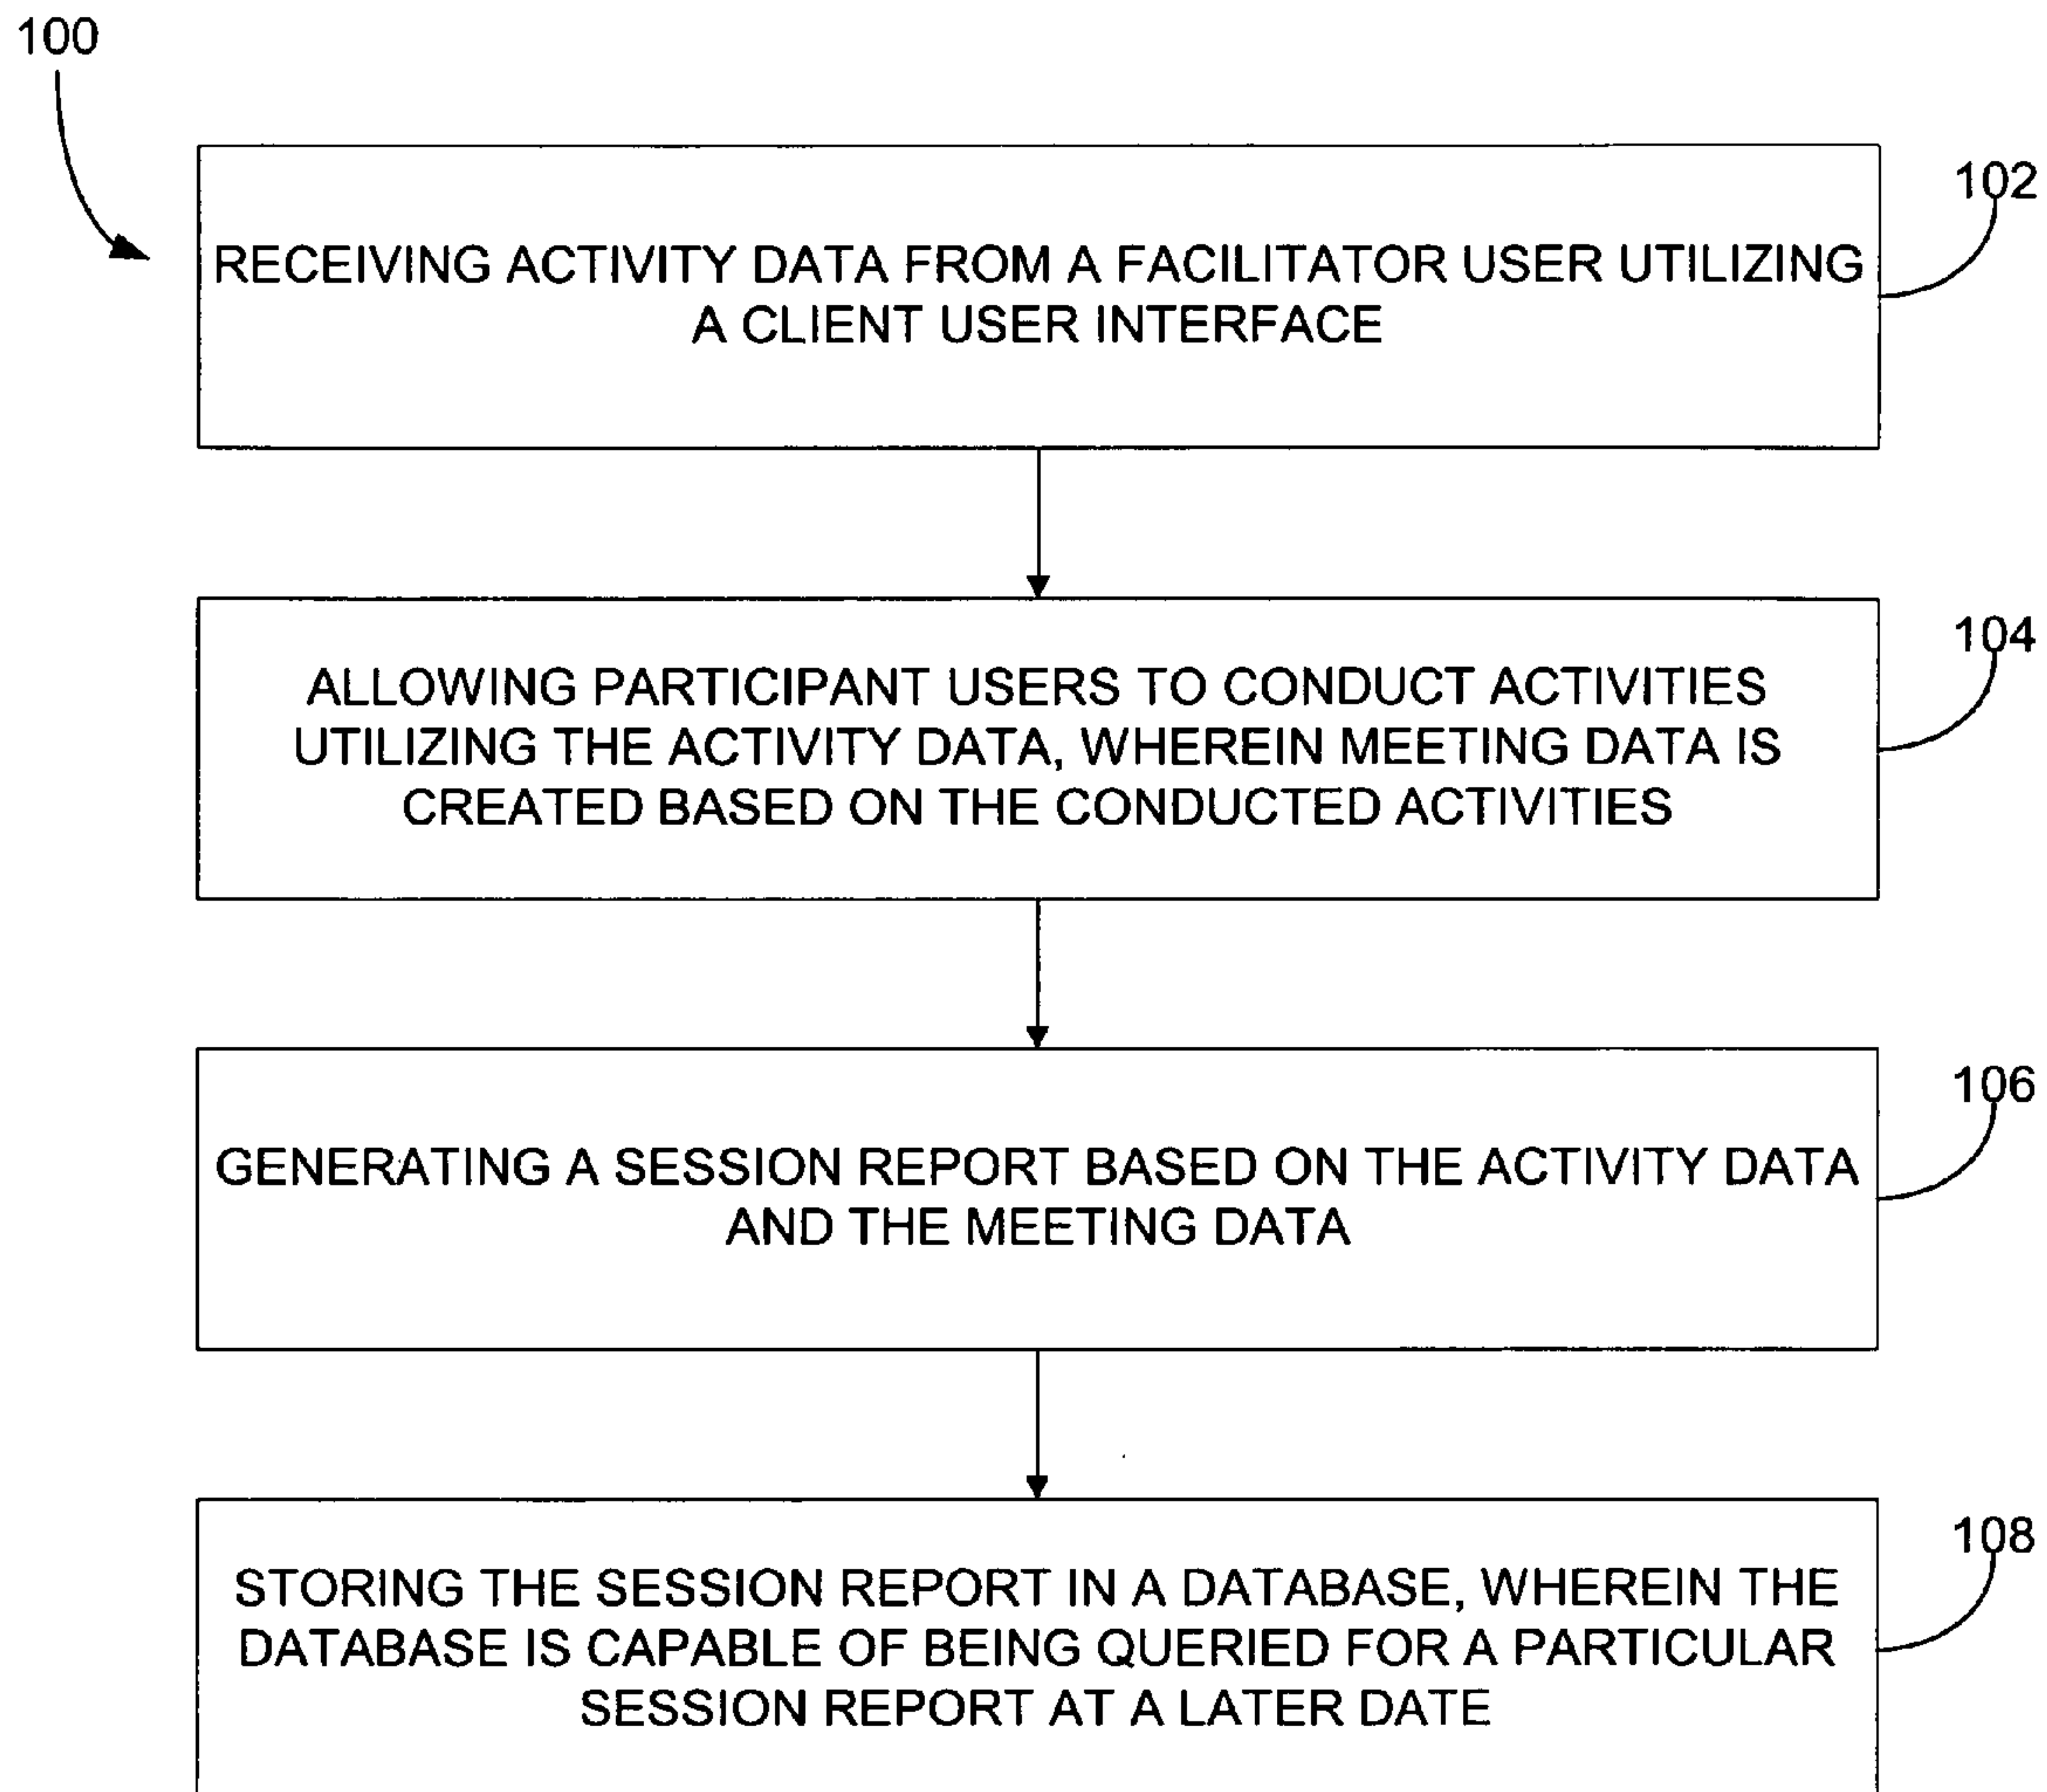 100
102
RECEIVING ACTIVITY DATA FROM A FACILITATOR USER UTILIZING
A CLIENT USER INTERFACE
104
ALLOWING PARTICIPANT USERS TO CONDUCT ACTIVITIES
UTILIZING THE ACTIVITY DATA, WHEREIN MEETING DATA IS
CREATED BASED ON THE CONDUCTED ACTIVITIES
106
GENERATING A SESSION REPORT BASED ON THE ACTIVITY DATA
AND THE MEETING DATA
108
STORING THE SESSION REPORT IN A DATABASE, WHEREIN THE
DATABASE IS CAPABLE OF BEING QUERIED FOR A PARTICULAR
SESSION REPORT AT A LATER DATE